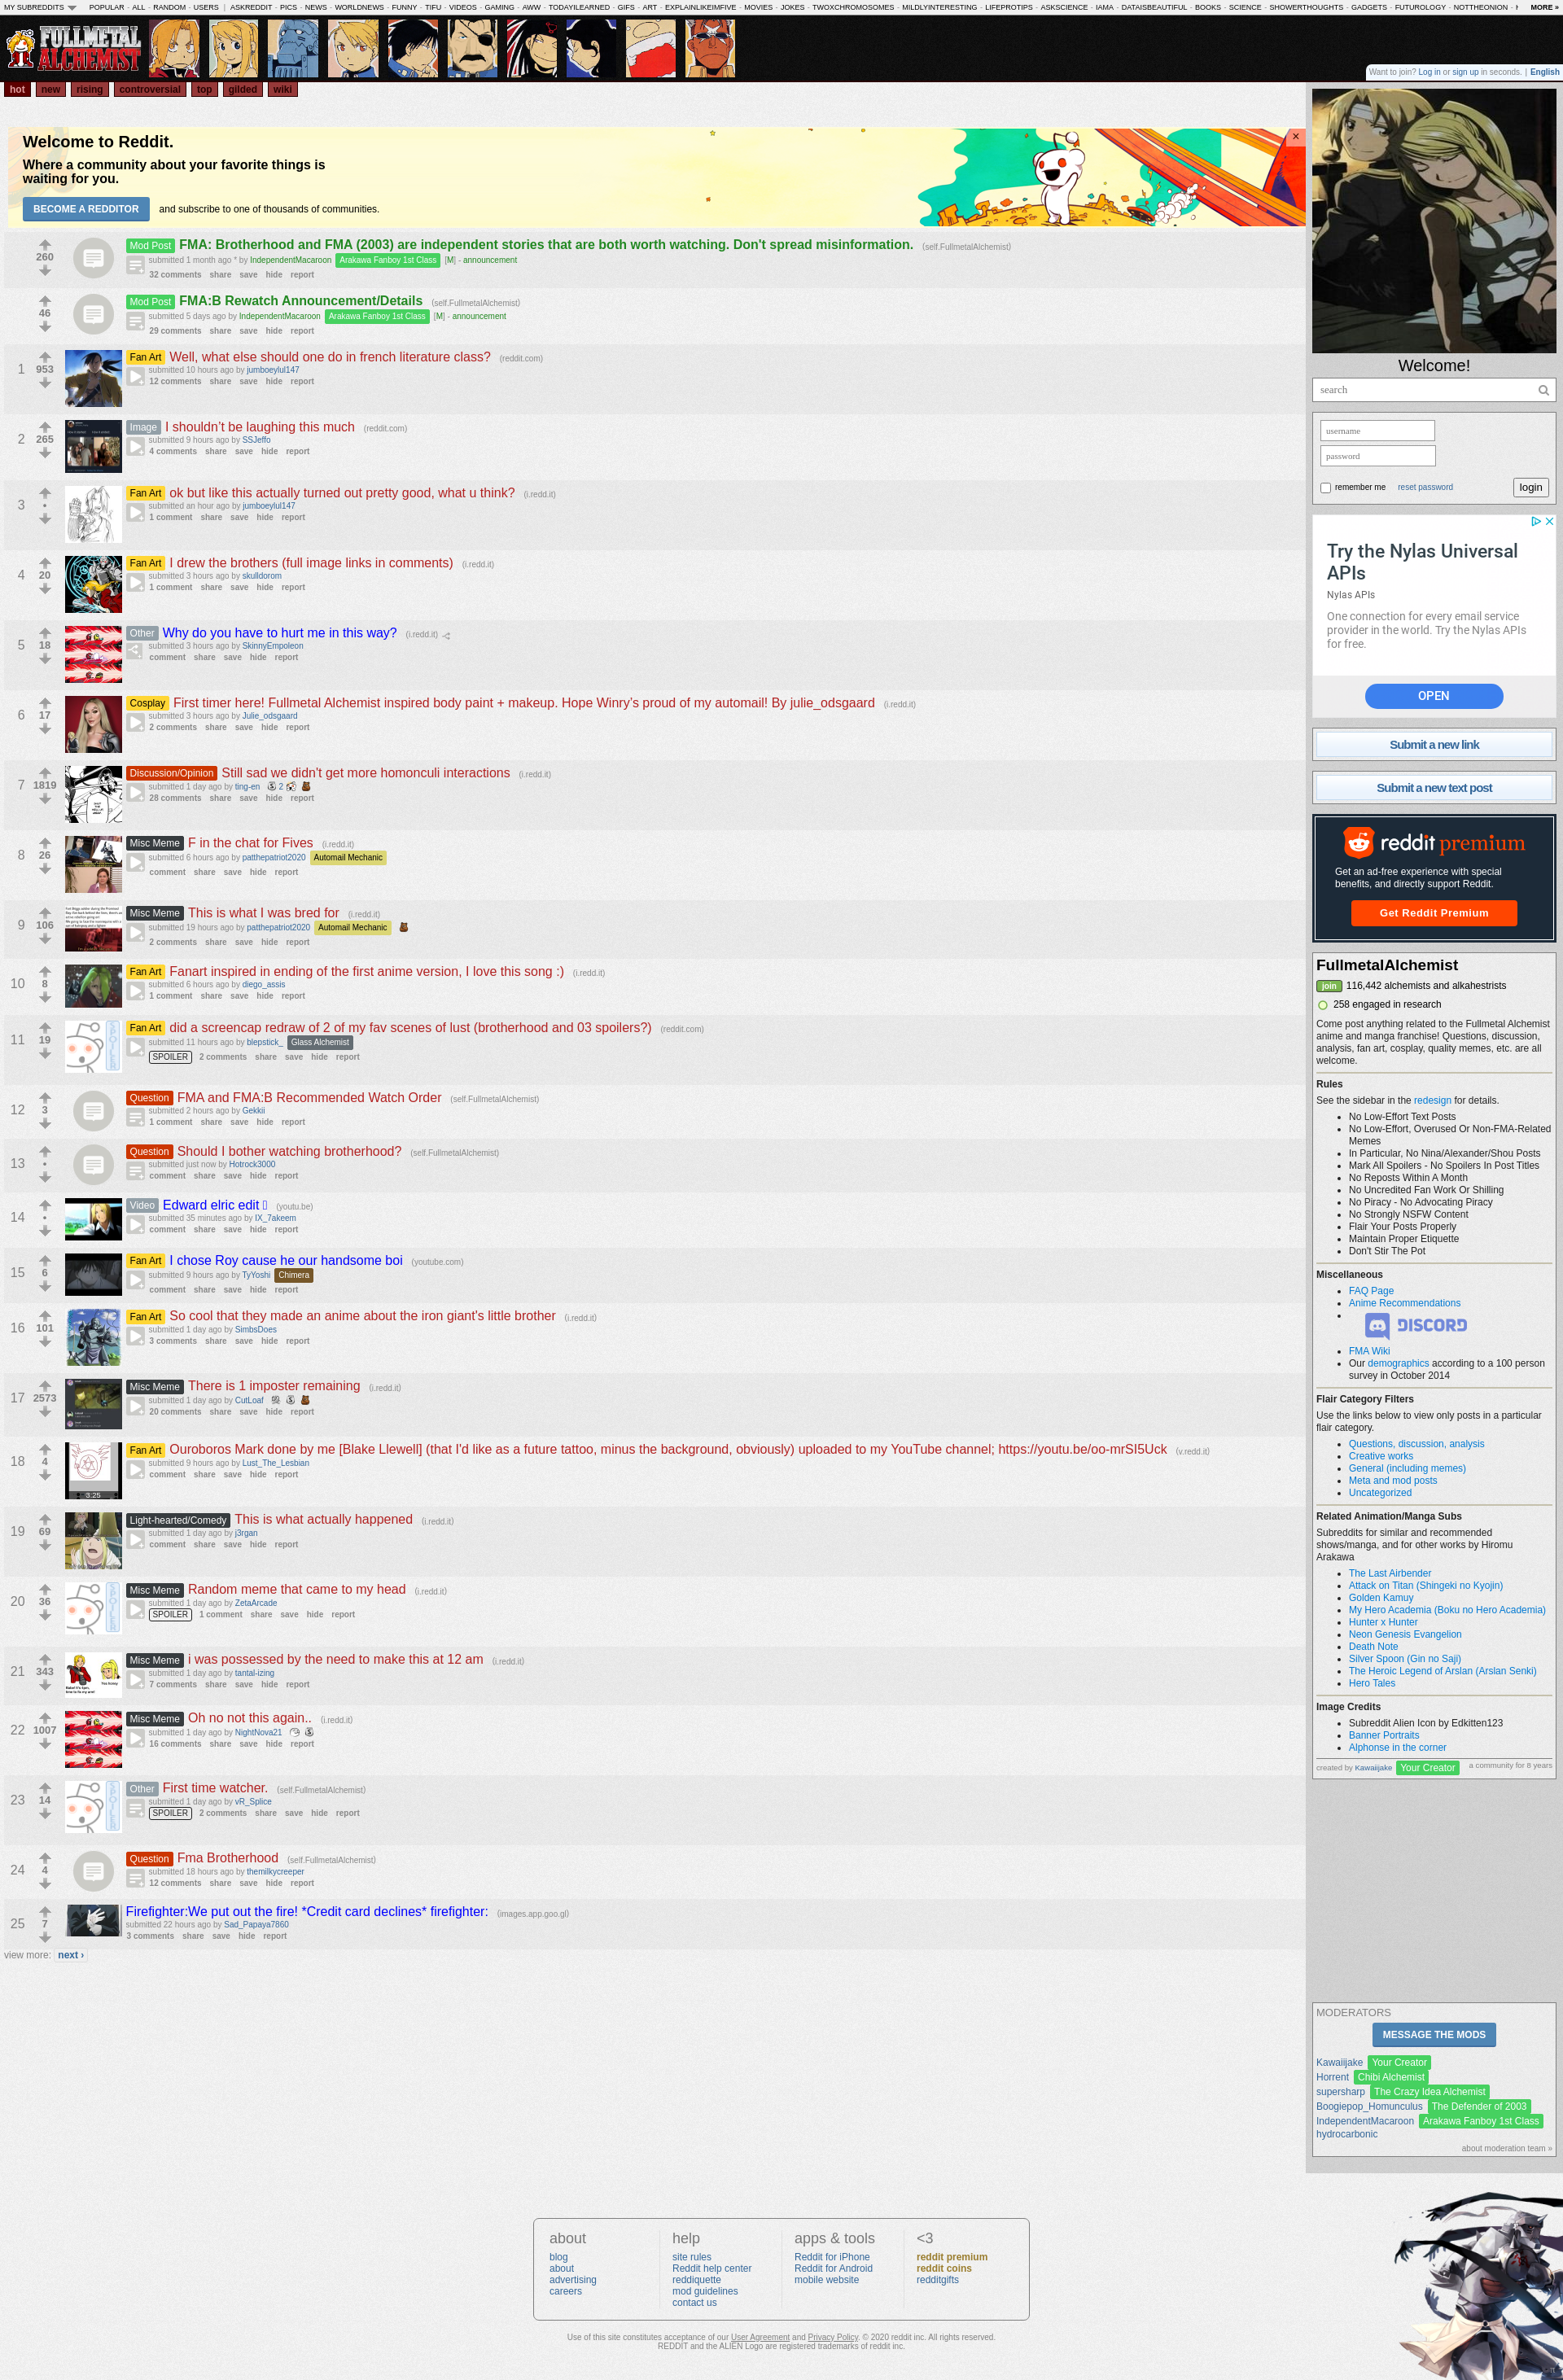 MY SUBREDDITS POPULAR - ALL - RANDOM - USERS | ASKREDDIT - PICS - NEWS - WORLDNEWS - FUNNY - TIFU - VIDEOS - GAMING - AWW - TODAYILEARNED - GIFS - ART - EXPLAINLIKEIMFIVE - MOVIES - JOKES - TWOXCHROMOSOMES - MILDLYINTERESTING - LIFEPROTIPS - ASKSCIENCE - IAMA - DATAISBEAUTIFUL - BOOKS - SCIENCE - SHOWERTHOUGHTS - GADGETS - FUTUROLOGY - NOTTHEONION - MORE »
FULLMETAL ALCHEMIST
Want to join? Log in or sign up in seconds. | English
hot new rising controversial top gilded wiki
Welcome to Reddit.
Where a community about your favorite things is
waiting for you.
BECOME A REDDITOR and subscribe to one of thousands of communities.
×
260
Mod Post FMA: Brotherhood and FMA (2003) are independent stories that are both worth watching. Don't spread misinformation. (self.FullmetalAlchemist)
submitted 1 month ago * by IndependentMacaroon Arakawa Fanboy 1st Class [M] - announcement
32 comments share save hide report
46
Mod Post FMA:B Rewatch Announcement/Details (self.FullmetalAlchemist)
submitted 5 days ago by IndependentMacaroon Arakawa Fanboy 1st Class [M] - announcement
29 comments share save hide report
1 953
Fan Art Well, what else should one do in french literature class? (reddit.com)
submitted 10 hours ago by jumboeylul147
12 comments share save hide report
2 265
Image I shouldn't be laughing this much (reddit.com)
submitted 9 hours ago by SSJeffo
4 comments share save hide report
3 •
Fan Art ok but like this actually turned out pretty good, what u think? (i.redd.it)
submitted an hour ago by jumboeylul147
1 comment share save hide report
4 20
Fan Art I drew the brothers (full image links in comments) (i.redd.it)
submitted 3 hours ago by skulldorom
1 comment share save hide report
5 18
Other Why do you have to hurt me in this way? (i.redd.it)
submitted 3 hours ago by SkinnyEmpoleon
comment share save hide report
6 17
Cosplay First timer here! Fullmetal Alchemist inspired body paint + makeup. Hope Winry's proud of my automail! By julie_odsgaard (i.redd.it)
submitted 3 hours ago by Julie_odsgaard
2 comments share save hide report
7 1819
Discussion/Opinion Still sad we didn't get more homonculi interactions (i.redd.it)
submitted 1 day ago by ting-en 2
28 comments share save hide report
8 26
Misc Meme F in the chat for Fives (i.redd.it)
submitted 6 hours ago by patthepatriot2020 Automail Mechanic
comment share save hide report
9 106
Misc Meme This is what I was bred for (i.redd.it)
submitted 19 hours ago by patthepatriot2020 Automail Mechanic
2 comments share save hide report
10 8
Fan Art Fanart inspired in ending of the first anime version, I love this song :) (i.redd.it)
submitted 6 hours ago by diego_assis
1 comment share save hide report
11 19
SPOILER
Fan Art did a screencap redraw of 2 of my fav scenes of lust (brotherhood and 03 spoilers?) (reddit.com)
submitted 11 hours ago by blepstick_ Glass Alchemist
SPOILER 2 comments share save hide report
12 3
Question FMA and FMA:B Recommended Watch Order (self.FullmetalAlchemist)
submitted 2 hours ago by Gekkii
1 comment share save hide report
13 •
Question Should I bother watching brotherhood? (self.FullmetalAlchemist)
submitted just now by Hotrock3000
comment share save hide report
14 •
Video Edward elric edit (youtu.be)
submitted 35 minutes ago by IX_7akeem
comment share save hide report
15 6
Fan Art I chose Roy cause he our handsome boi (youtube.com)
submitted 9 hours ago by TyYoshi Chimera
comment share save hide report
16 101
Fan Art So cool that they made an anime about the iron giant's little brother (i.redd.it)
submitted 1 day ago by SimbsDoes
3 comments share save hide report
17 2573
Misc Meme There is 1 imposter remaining (i.redd.it)
submitted 1 day ago by CutLoaf
20 comments share save hide report
18 4
3:25
Fan Art Ouroboros Mark done by me [Blake Llewell] (that I'd like as a future tattoo, minus the background, obviously) uploaded to my YouTube channel; https://youtu.be/oo-mrSI5Uck (v.redd.it)
submitted 9 hours ago by Lust_The_Lesbian
comment share save hide report
19 69
Light-hearted/Comedy This is what actually happened (i.redd.it)
submitted 1 day ago by j3rgan
comment share save hide report
20 36
SPOILER
Misc Meme Random meme that came to my head (i.redd.it)
submitted 1 day ago by ZetaArcade
SPOILER 1 comment share save hide report
21 343
Misc Meme i was possessed by the need to make this at 12 am (i.redd.it)
submitted 1 day ago by tantal-izing
7 comments share save hide report
22 1007
Misc Meme Oh no not this again.. (i.redd.it)
submitted 1 day ago by NightNova21
16 comments share save hide report
23 14
SPOILER
Other First time watcher. (self.FullmetalAlchemist)
submitted 1 day ago by vR_Splice
SPOILER 2 comments share save hide report
24 4
Question Fma Brotherhood (self.FullmetalAlchemist)
submitted 18 hours ago by themilkycreeper
12 comments share save hide report
25 7
Firefighter:We put out the fire! *Credit card declines* firefighter: (images.app.goo.gl)
submitted 22 hours ago by Sad_Papaya7860
3 comments share save hide report
view more: next ›
Welcome!
search
username
password
remember me reset password login
Try the Nylas Universal
APIs
Nylas APIs
One connection for every email service
provider in the world. Try the Nylas APIs
for free.
OPEN
Submit a new link
Submit a new text post
reddit premium
Get an ad-free experience with special
benefits, and directly support Reddit.
Get Reddit Premium
FullmetalAlchemist
join 116,442 alchemists and alkahestrists
258 engaged in research
Come post anything related to the Fullmetal Alchemist
anime and manga franchise! Questions, discussion,
analysis, fan art, cosplay, quality memes, etc. are all
welcome.
Rules
See the sidebar in the redesign for details.
No Low-Effort Text Posts
No Low-Effort, Overused Or Non-FMA-Related
Memes
In Particular, No Nina/Alexander/Shou Posts
Mark All Spoilers - No Spoilers In Post Titles
No Reposts Within A Month
No Uncredited Fan Work Or Shilling
No Piracy - No Advocating Piracy
No Strongly NSFW Content
Flair Your Posts Properly
Maintain Proper Etiquette
Don't Stir The Pot
Miscellaneous
FAQ Page
Anime Recommendations
DISCORD
FMA Wiki
Our demographics according to a 100 person
survey in October 2014
Flair Category Filters
Use the links below to view only posts in a particular
flair category.
Questions, discussion, analysis
Creative works
General (including memes)
Meta and mod posts
Uncategorized
Related Animation/Manga Subs
Subreddits for similar and recommended
shows/manga, and for other works by Hiromu
Arakawa
The Last Airbender
Attack on Titan (Shingeki no Kyojin)
Golden Kamuy
My Hero Academia (Boku no Hero Academia)
Hunter x Hunter
Neon Genesis Evangelion
Death Note
Silver Spoon (Gin no Saji)
The Heroic Legend of Arslan (Arslan Senki)
Hero Tales
Image Credits
Subreddit Alien Icon by Edkitten123
Banner Portraits
Alphonse in the corner
created by Kawaiijake Your Creator a community for 8 years
MODERATORS
MESSAGE THE MODS
Kawaiijake Your Creator
Horrent Chibi Alchemist
supersharp The Crazy Idea Alchemist
Boogiepop_Homunculus The Defender of 2003
IndependentMacaroon Arakawa Fanboy 1st Class
hydrocarbonic
about moderation team »
about
blog
about
advertising
careers
help
site rules
Reddit help center
reddiquette
mod guidelines
contact us
apps & tools
Reddit for iPhone
Reddit for Android
mobile website
<3
reddit premium
reddit coins
redditgifts
Use of this site constitutes acceptance of our User Agreement and Privacy Policy. © 2020 reddit inc. All rights reserved.
REDDIT and the ALIEN Logo are registered trademarks of reddit inc.